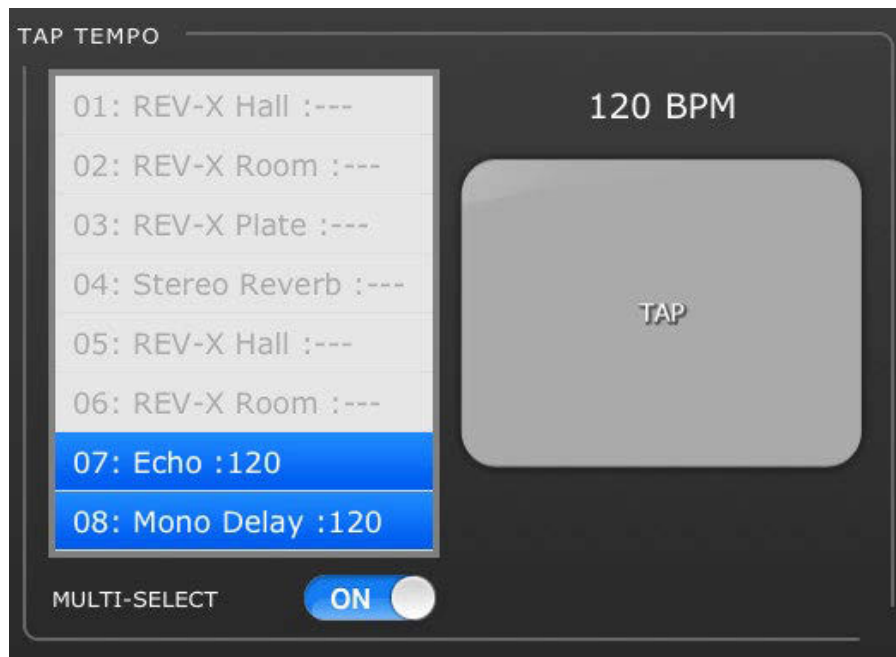 TAP TEMPO
01: REV-X Hall :---
02: REV-X Room :---
03: REV-X Plate :---
04: Stereo Reverb :---
05: REV-X Hall :---
06: REV-X Room :---
07: Echo :120
08: Mono Delay :120
MULTI-SELECT ON
120 BPM
TAP